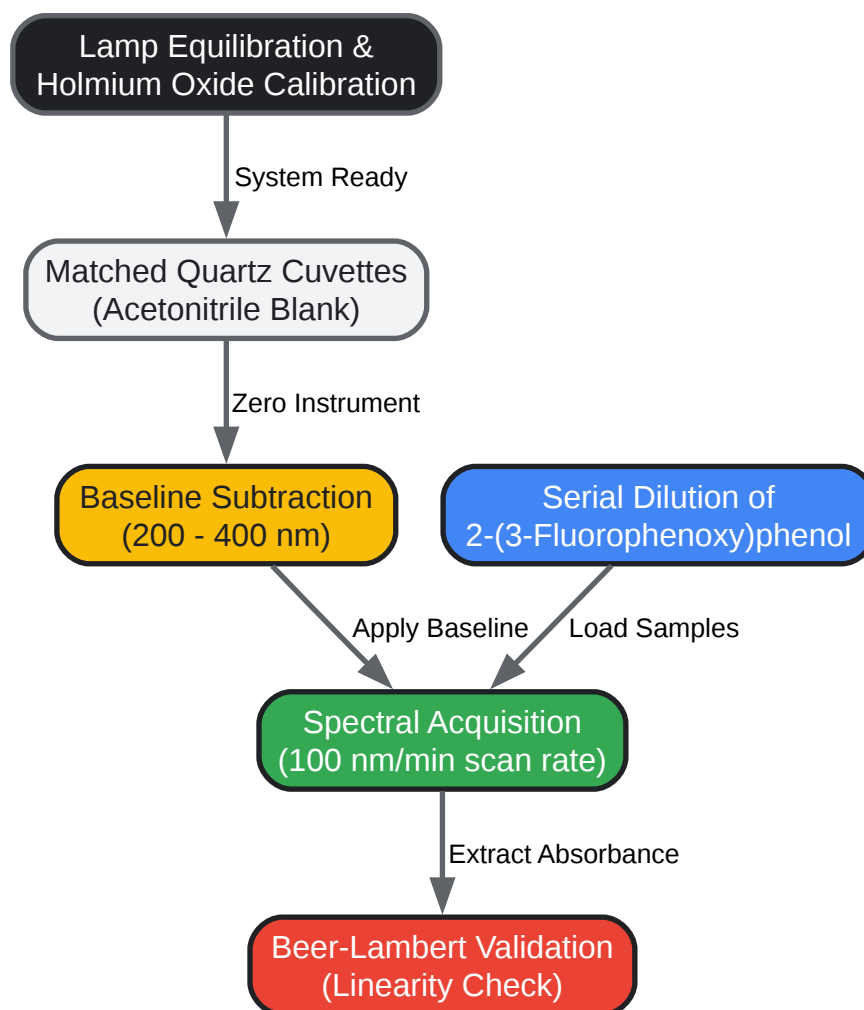 Lamp Equilibration &
Holmium Oxide Calibration
System Ready
Matched Quartz Cuvettes
(Acetonitrile Blank)
Zero Instrument
Baseline Subtraction
(200 - 400 nm)
Serial Dilution of
2-(3-Fluorophenoxy)phenol
Apply Baseline
Load Samples
Spectral Acquisition
(100 nm/min scan rate)
Extract Absorbance
Beer-Lambert Validation
(Linearity Check)